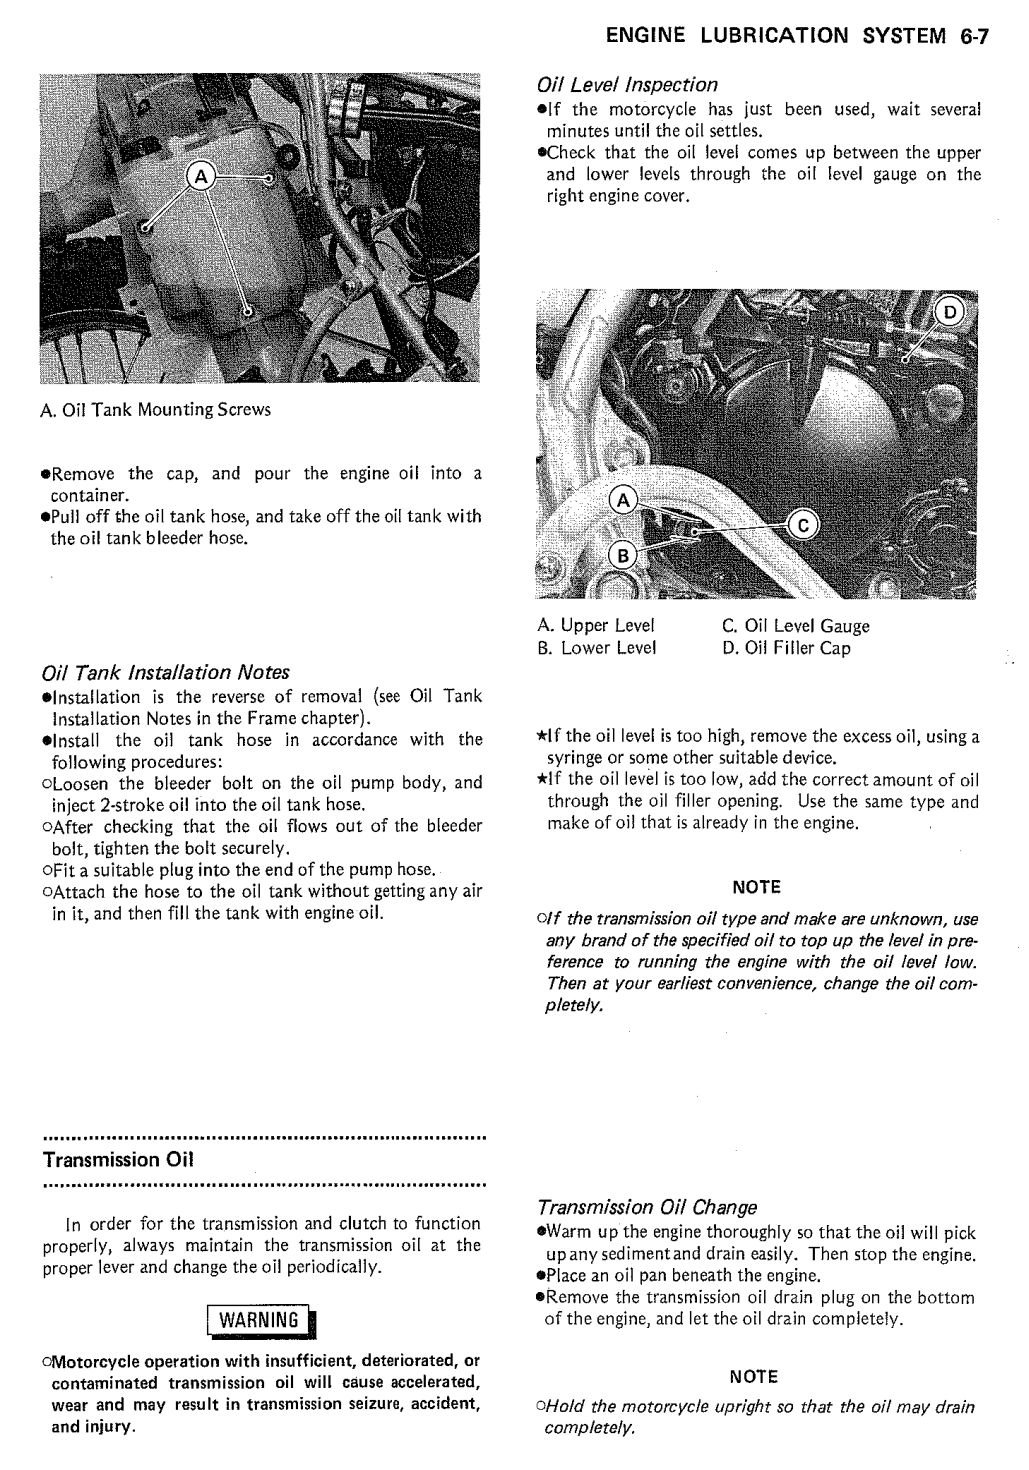 ENGINE LUBRICATION SYSTEM 6-7
A
A. Oil Tank Mounting Screws
●Remove the cap, and pour the engine oil into a
container.
●Pull off the oil tank hose, and take off the oil tank with
the oil tank bleeder hose.
Oil Tank Installation Notes
●Installation is the reverse of removal (see Oil Tank
Installation Notes in the Frame chapter).
●Install the oil tank hose in accordance with the
following procedures:
○Loosen the bleeder bolt on the oil pump body, and
inject 2-stroke oil into the oil tank hose.
○After checking that the oil flows out of the bleeder
bolt, tighten the bolt securely.
○Fit a suitable plug into the end of the pump hose.
○Attach the hose to the oil tank without getting any air
in it, and then fill the tank with engine oil.
Transmission Oil
In order for the transmission and clutch to function
properly, always maintain the transmission oil at the
proper lever and change the oil periodically.
WARNING
○Motorcycle operation with insufficient, deteriorated, or
contaminated transmission oil will cause accelerated,
wear and may result in transmission seizure, accident,
and injury.
Oil Level Inspection
●If the motorcycle has just been used, wait several
minutes until the oil settles.
●Check that the oil level comes up between the upper
and lower levels through the oil level gauge on the
right engine cover.
D
A
C
B
A. Upper Level C. Oil Level Gauge
B. Lower Level D. Oil Filler Cap
★If the oil level is too high, remove the excess oil, using a
syringe or some other suitable device.
★If the oil level is too low, add the correct amount of oil
through the oil filler opening. Use the same type and
make of oil that is already in the engine.
NOTE
○If the transmission oil type and make are unknown, use
any brand of the specified oil to top up the level in pre-
ference to running the engine with the oil level low.
Then at your earliest convenience, change the oil com-
pletely.
Transmission Oil Change
●Warm up the engine thoroughly so that the oil will pick
up any sediment and drain easily. Then stop the engine.
●Place an oil pan beneath the engine.
●Remove the transmission oil drain plug on the bottom
of the engine, and let the oil drain completely.
NOTE
○Hold the motorcycle upright so that the oil may drain
completely.